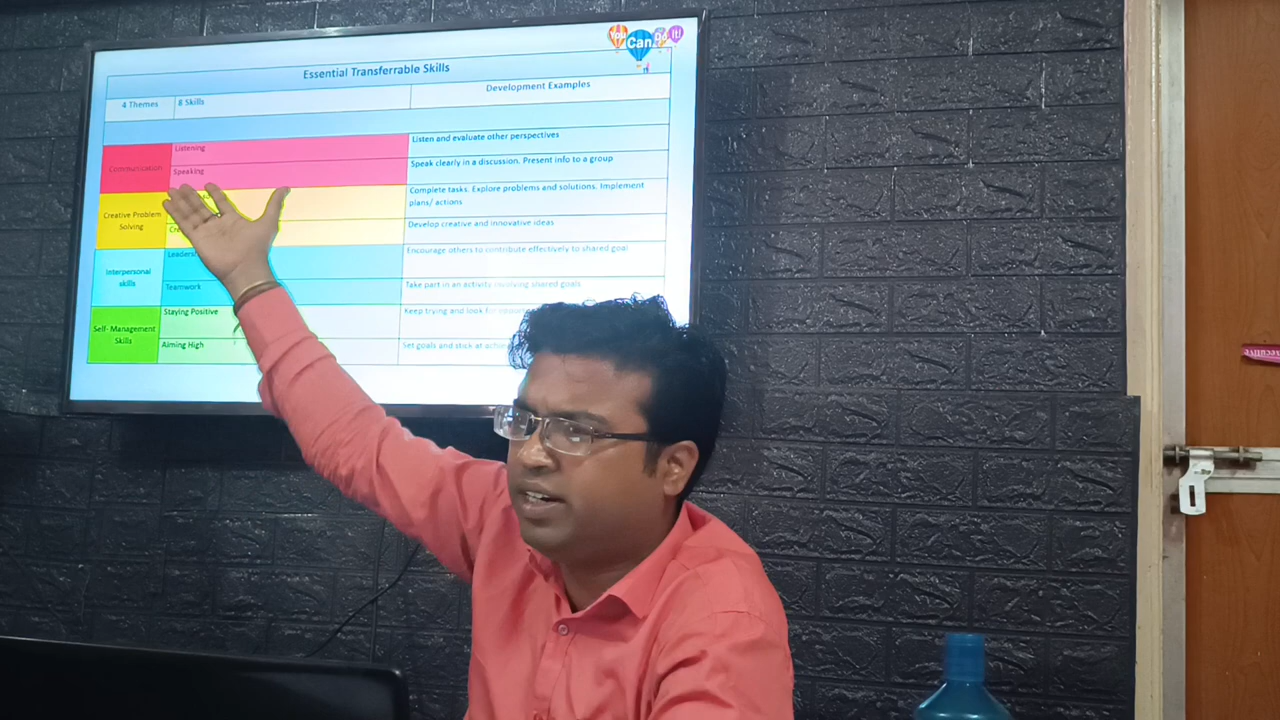 You Can Do It!
Essential Transferrable Skills
4 Themes 8 Skills Development Examples
Communication Listening Listen and evaluate other perspectives
Speaking Speak clearly in a discussion. Present info to a group
Creative Problem Solving Complete tasks. Explore problems and solutions. Implement
plans/ actions
Develop creative and innovative ideas
Interpersonal skills Encourage others to contribute effectively to shared goal
Teamwork Take part in an activity involving shared goals
Self- Management Skills Staying Positive Keep trying and look for
Aiming High Set goals and stick at